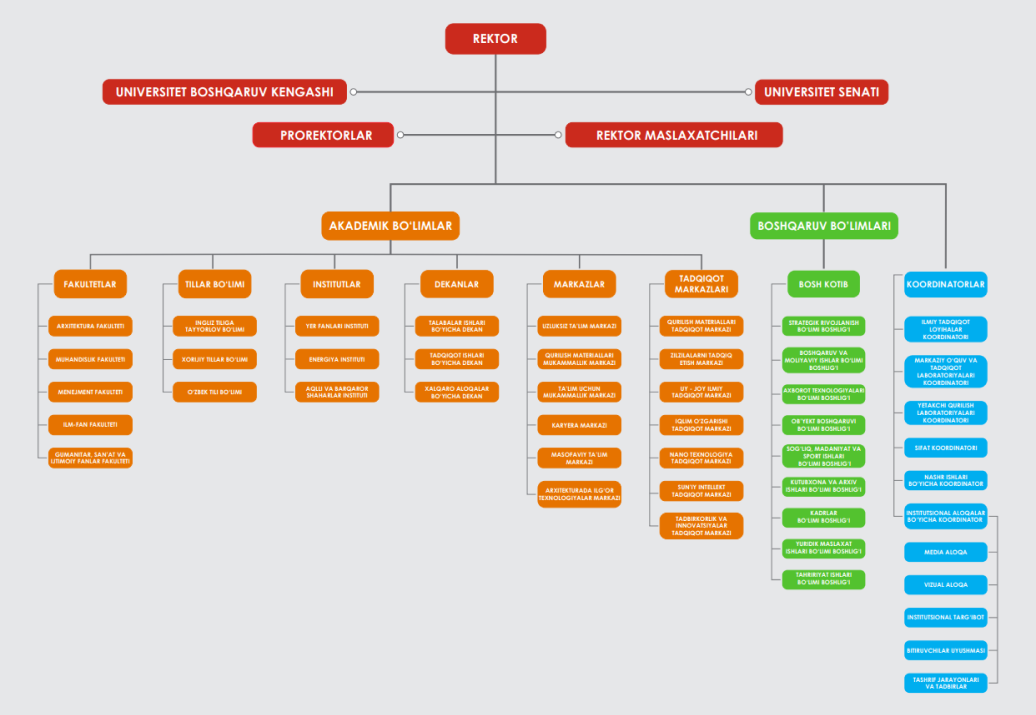 REKTOR
UNIVERSITET BOSHQARUV KENGASHI
UNIVERSITET SENATI
PROREKTORLAR
REKTOR MASLAXATCHILARI
AKADEMIK BO'LIMLAR
BOSHQARUV BO'LIMLARI
FAKULTETLAR
ARXITEKTURA FAKULTETI
MUHANDISLIK FAKULTETI
MENEJMENT FAKULTETI
ILM-FAN FAKULTETI
GUMANITAR, SAN'AT VA
IJTIMOIY FANLAR FAKULTETI
TILLAR BO'LIMI
INGLIZ TILIGA
TAYYORLOV BO'LIMI
XORIJIY TILLAR BO'LIMI
O'ZBEK TILI BO'LIMI
INSTITUTLAR
YER FANLARI INSTITUTI
ENERGIYA INSTITUTI
AQLLI VA BARQAROR
SHAHARLAR INSTITUTI
DEKANLAR
TALABALAR ISHLARI
BO'YICHA DEKAN
TADQIQOT ISHLARI
BO'YICHA DEKAN
XALQARO ALOQALAR
BO'YICHA DEKAN
MARKAZLAR
UZLUKSIZ TA'LIM MARKAZI
QURILISH MATERIALLARI
MUKAMMALLIK MARKAZI
TA'LIM UCHUN
MUKAMMALLIK MARKAZI
KARYERA MARKAZI
MASOFAVIY TA'LIM
MARKAZI
ARXITEKTURADA ILG'OR
TEXNOLOGIYALAR MARKAZI
TADQIQOT
MARKAZLARI
QURILISH MATERIALLARI
TADQIQOT MARKAZI
ZILZILALARNI TADQIQ
ETISH MARKAZI
UY - JOY ILMIY
TADQIQOT MARKAZI
IQLIM O'ZGARISHI
TADQIQOT MARKAZI
NANO TEXNOLOGIYA
TADQIQOT MARKAZI
SUN'IY INTELLEKT
TADQIQOT MARKAZI
TADBIRKORLIK VA
INNOVATSIYALAR
TADQIQOT MARKAZI
BOSH KOTIB
STRATEGIK RIVOJLANISH
BO'LIMI BOSHLIG'I
BOSHQARUV VA
MOLIYAVIY ISHLAR BO'LIMI
BOSHLIG'I
AXBOROT TEXNOLOGIYALARI
BO'LIMI BOSHLIG'I
OB'YEKT BOSHQARUVI
BO'LIMI BOSHLIG'I
SOG'LIQ, MADANIYAT VA
SPORT ISHLARI
BO'LIMI BOSHLIG'I
KUTUBXONA VA ARXIV
ISHLARI BO'LIMI BOSHLIG'I
KADRLAR
BO'LIMI BOSHLIG'I
YURIDIK MASLAXAT
ISHLARI BO'LIMI BOSHLIG'I
TAHRIRIYAT ISHLARI
BO'LIMI BOSHLIG'I
KOORDINATORLAR
ILMIY TADQIQOT
LOYIHALAR
KOORDINATORI
MARKAZIY O'QUV VA
TADQIQOT
LABORATORIYALARI
KOORDINATORI
YETAKCHI QURILISH
LABORATORIYALARI
KOORDINATORI
SIFAT KOORDINATORI
NASHR ISHLARI
BO'YICHA KOORDINATOR
INSTITUTSIONAL ALOQALAR
BO'YICHA KOORDINATOR
MEDIA ALOQA
VIZUAL ALOQA
INSTITUTSIONAL TARG'IBOT
BITIRUVCHILAR UYUSHMASI
TASHRIF JARAYONLARI
VA TADBIRLAR